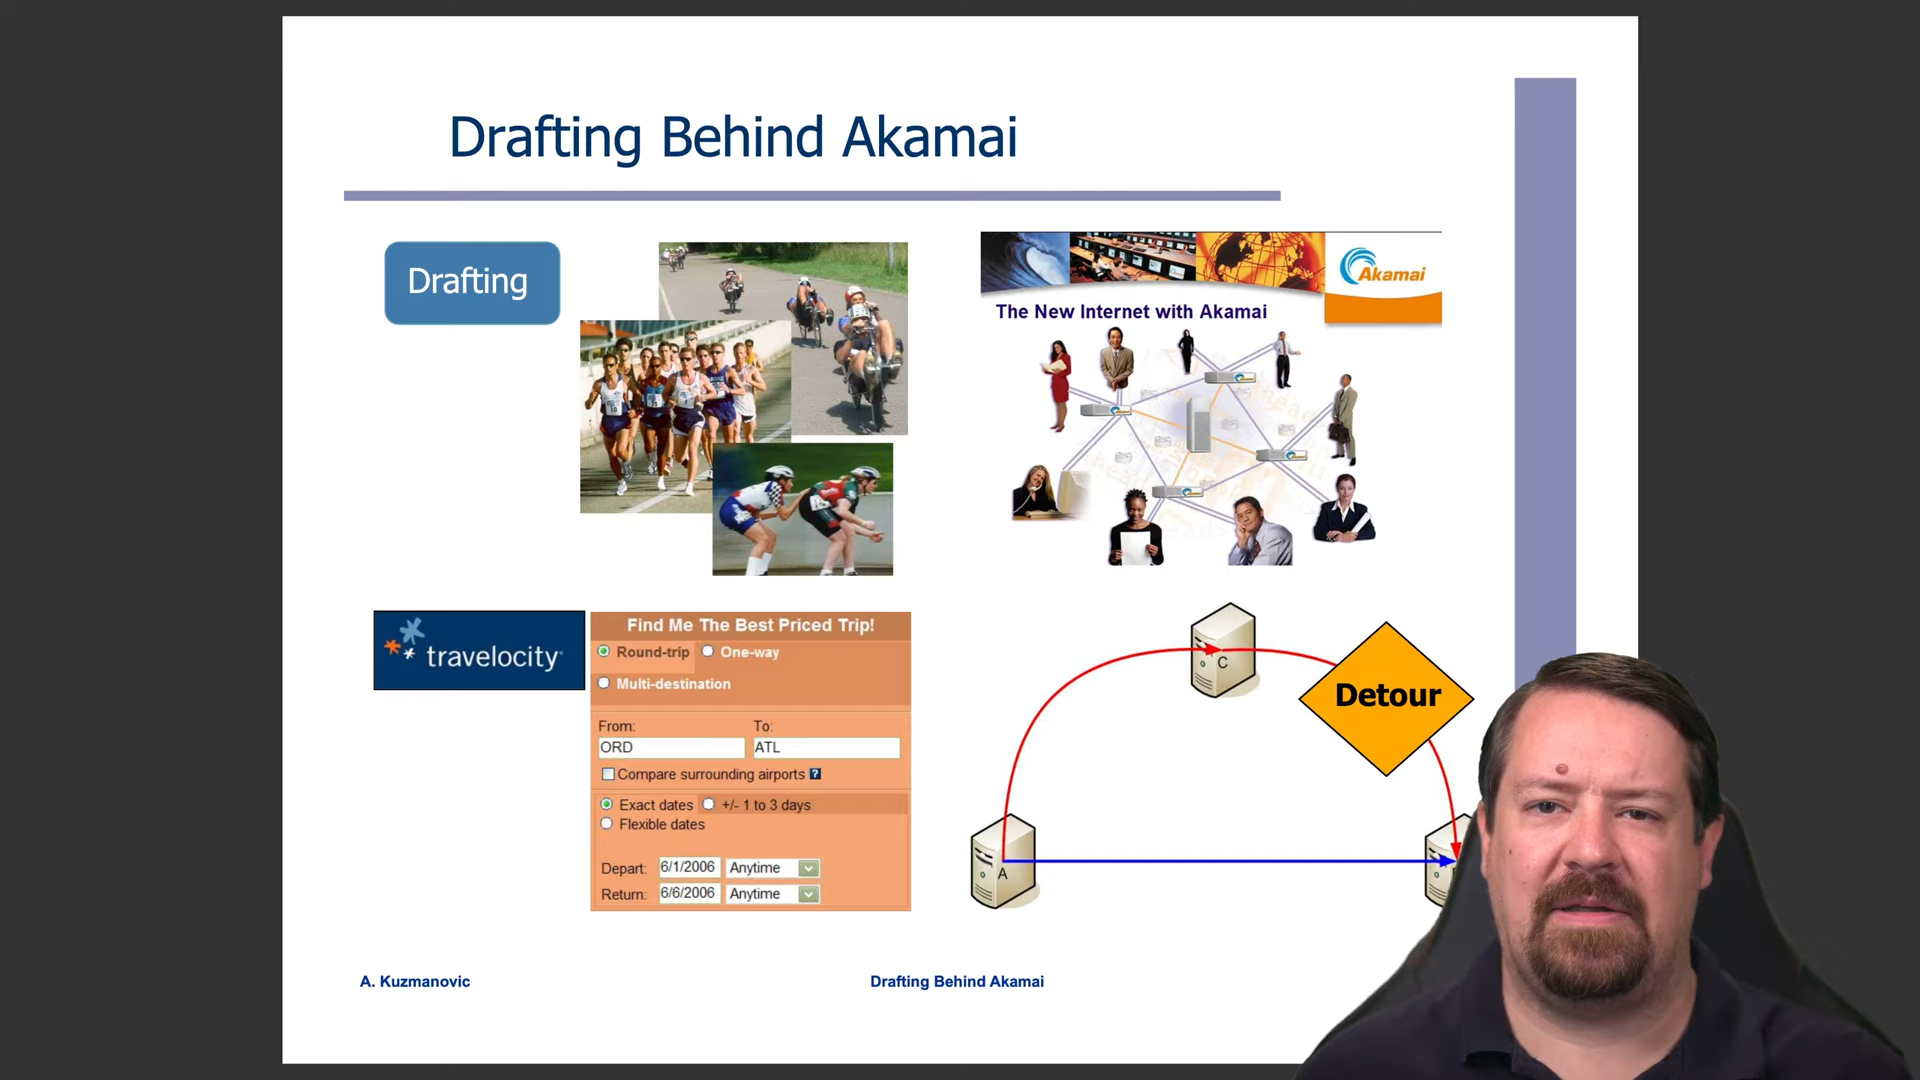 Drafting Behind Akamai
Drafting
Akamai
The New Internet with Akamai
travelocity
Find Me The Best Priced Trip!
Round-trip One-way
Multi-destination
From: To:
ORD ATL
Compare surrounding airports ?
Exact dates +/- 1 to 3 days
Flexible dates
Depart: 6/1/2006 Anytime
Return: 6/6/2006 Anytime
C
Detour
A
A. Kuzmanovic
Drafting Behind Akamai